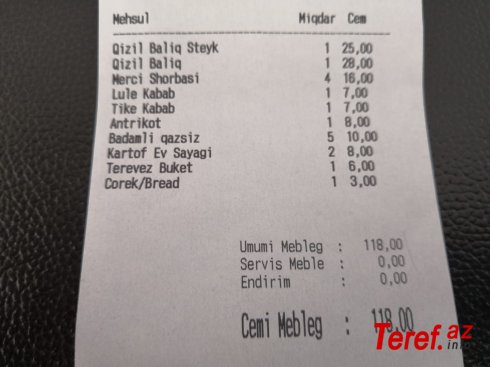 Mehsul Miqdar Cem
Qizil Baliq Steyk 1 25,00
Qizil Baliq 1 28,00
Merci Shorbasi 4 16,00
Lule Kabab 1 7,00
Tike Kabab 1 7,00
Antrikot 1 8,00
Badamli qazsiz 5 10,00
Kartof Ev Sayagi 2 8,00
Terevez Buket 1 6,00
Corek/Bread 1 3,00
Umumi Mebleg : 118,00
Servis Meble : 0,00
Endirim : 0,00
Cemi Mebleg : 118,00
Teref.az
info